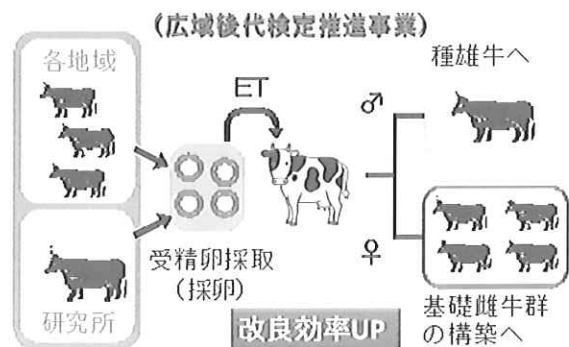 (広域後代検定推進事業)
各地域
ET
♂
種雄牛へ
受精卵採取
(採卵)
♀
研究所
改良効率UP
基礎雌牛群
の構築へ